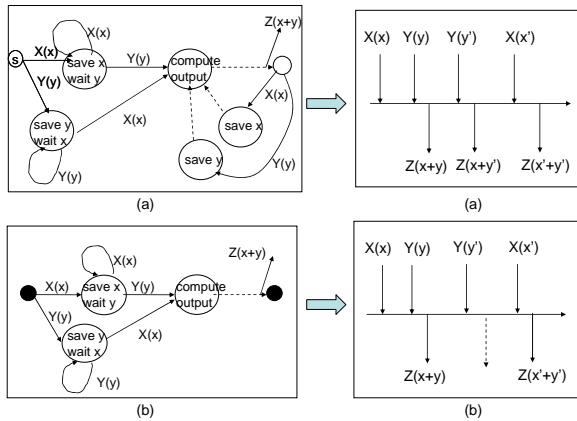 Z(x+y)
X(x)
s
X(x)
Y(y)
save x
wait y
Y(y)
compute
output
X(x)
save y
wait x
X(x)
save x
save y
Y(y)
Y(y)
(a)
X(x)
Y(y)
Y(y')
X(x')
Z(x+y)
Z(x+y')
Z(x'+y')
(a)
Z(x+y)
X(x)
X(x)
save x
wait y
Y(y)
compute
output
Y(y)
save y
wait x
X(x)
Y(y)
(b)
X(x)
Y(y)
Y(y')
X(x')
Z(x+y)
Z(x'+y')
(b)